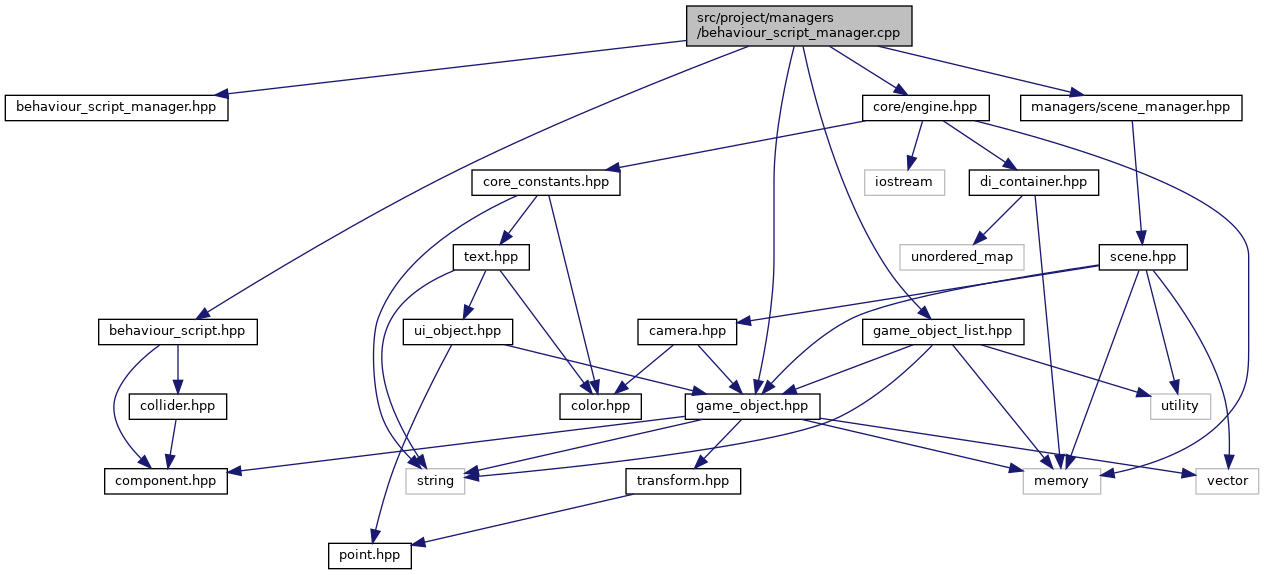 src/project/managers
/behaviour_script_manager.cpp
behaviour_script_manager.hpp
core/engine.hpp
managers/scene_manager.hpp
core_constants.hpp
iostream
di_container.hpp
text.hpp
unordered_map
scene.hpp
behaviour_script.hpp
ui_object.hpp
camera.hpp
game_object_list.hpp
collider.hpp
color.hpp
game_object.hpp
utility
component.hpp
string
transform.hpp
memory
vector
point.hpp